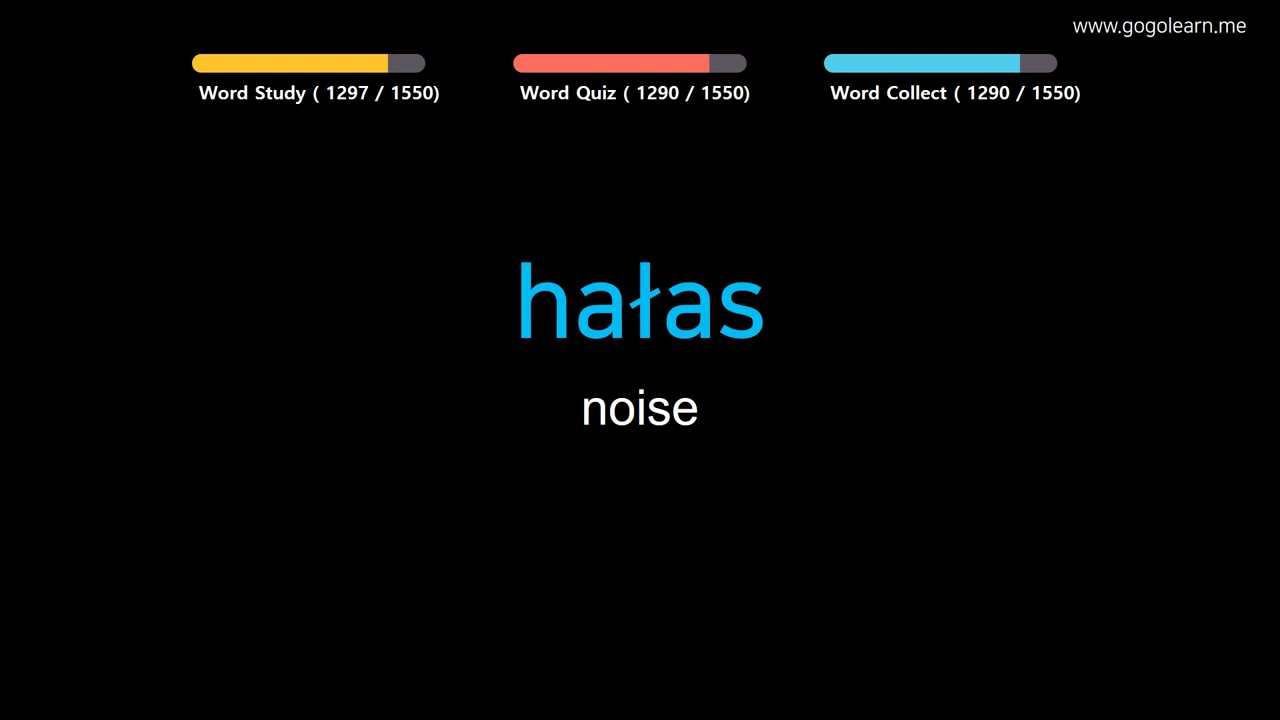 www.gogolearn.me
Word Study ( 1297 / 1550)
Word Quiz ( 1290 / 1550)
Word Collect ( 1290 / 1550)
hałas
noise